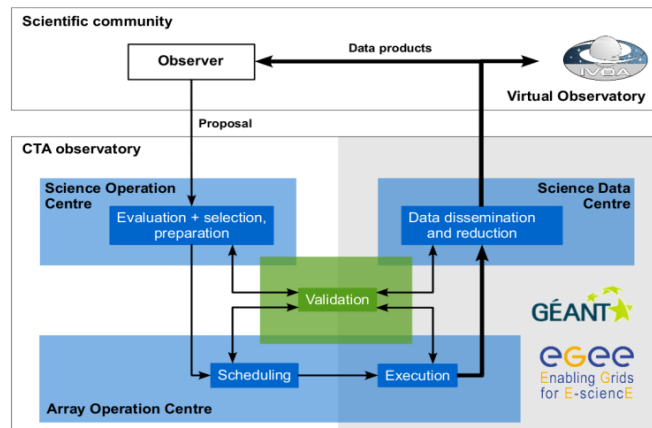 Scientific community
Data products
Observer
IVOA
Virtual Observatory
Proposal
CTA observatory
Science Operation
Centre
Science Data
Centre
Evaluation + selection,
preparation
Data dissemination
and reduction
Validation
GÉANT
Scheduling
Execution
eGee
Enabling Grids
for E-sciencE
Array Operation Centre